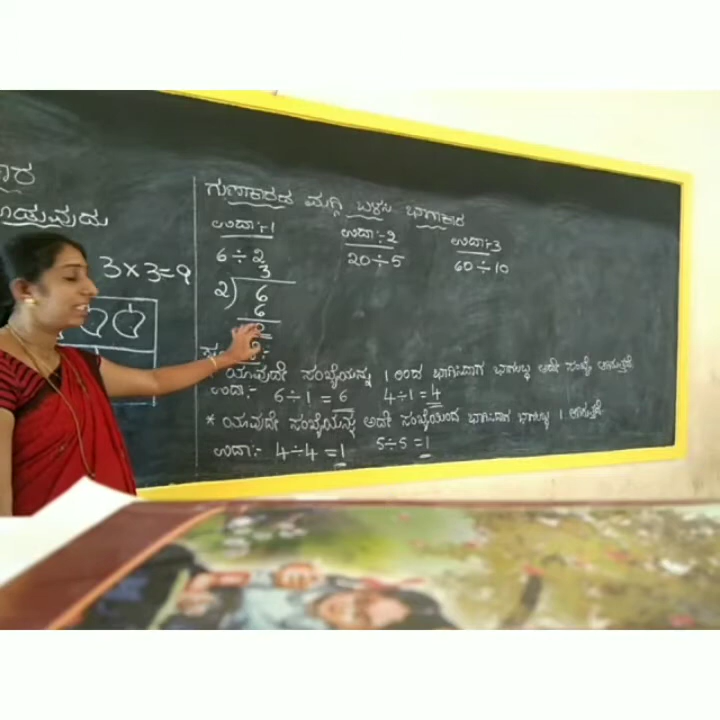 ಾರ
ಯುವುದು
3×3=9
ಗುಣಾಕಾರದ ಮಗ್ಗಿ ಬಳಸಿ ಭಾಗಾಕಾರ
ಉದಾ:-1 ಉದಾ:-2 ಉದಾ:-3
6÷2 20÷5 60÷10
3
2) 6
6
0
ಯಾವುದೇ ಸಂಖ್ಯೆಯನ್ನು 1 ರಿಂದ ಭಾಗಿಸಿದಾಗ ಭಾಗಲಬ್ಧ ಅದೇ ಸಂಖ್ಯೆ ಆಗುತ್ತದೆ.
ಉದಾ:- 6÷1=6 4÷1=4
* ಯಾವುದೇ ಸಂಖ್ಯೆಯನ್ನು ಅದೇ ಸಂಖ್ಯೆಯಿಂದ ಭಾಗಿಸಿದಾಗ ಭಾಗಲಬ್ಧ 1 ಆಗುತ್ತದೆ.
ಉದಾ:- 4÷4=1 5÷5=1